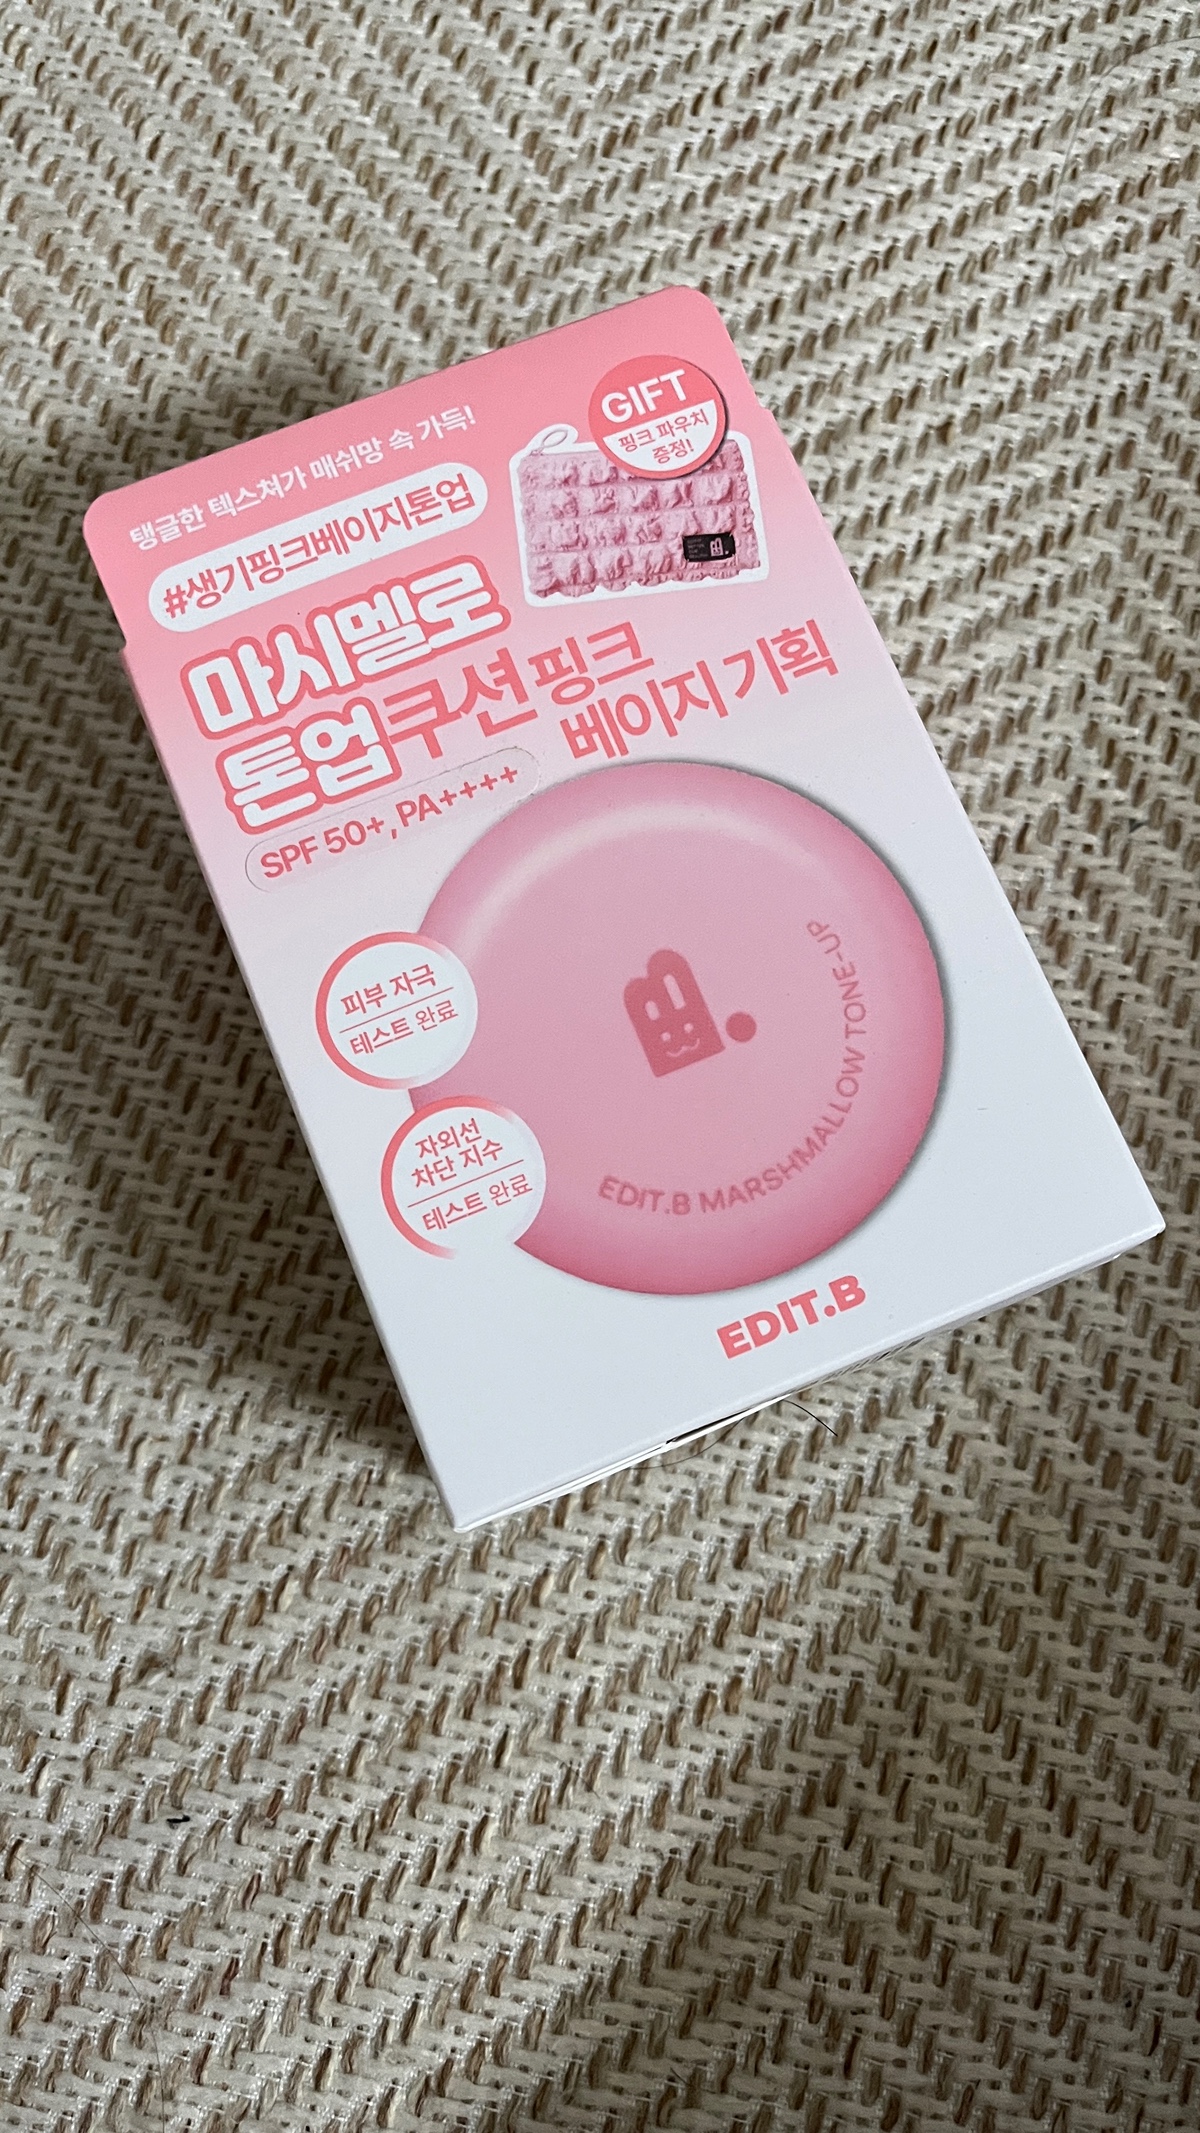 탱글한 텍스쳐가 매쉬망 속 가득!
#생기핑크베이지톤업
GIFT
핑크 파우치
증정!
마시멜로
톤업쿠션 핑크
베이지 기획
SPF 50+, PA++++
피부 자극
테스트 완료
자외선
차단 지수
테스트 완료
EDIT.B MARSHMALLOW TONE-UP
EDIT.B